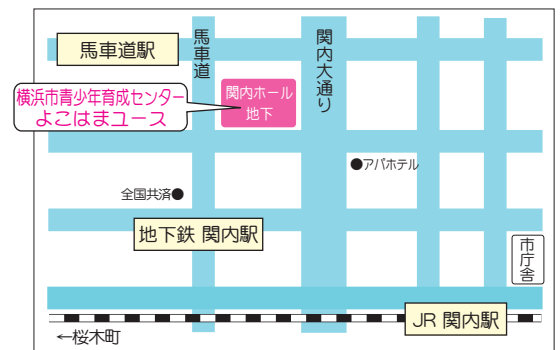 馬車道駅
馬車道
関内大通り
横浜市青少年育成センター
よこはまユース
関内ホール
地下
●アパホテル
全国共済●
地下鉄 関内駅
市庁舎
JR 関内駅
←桜木町